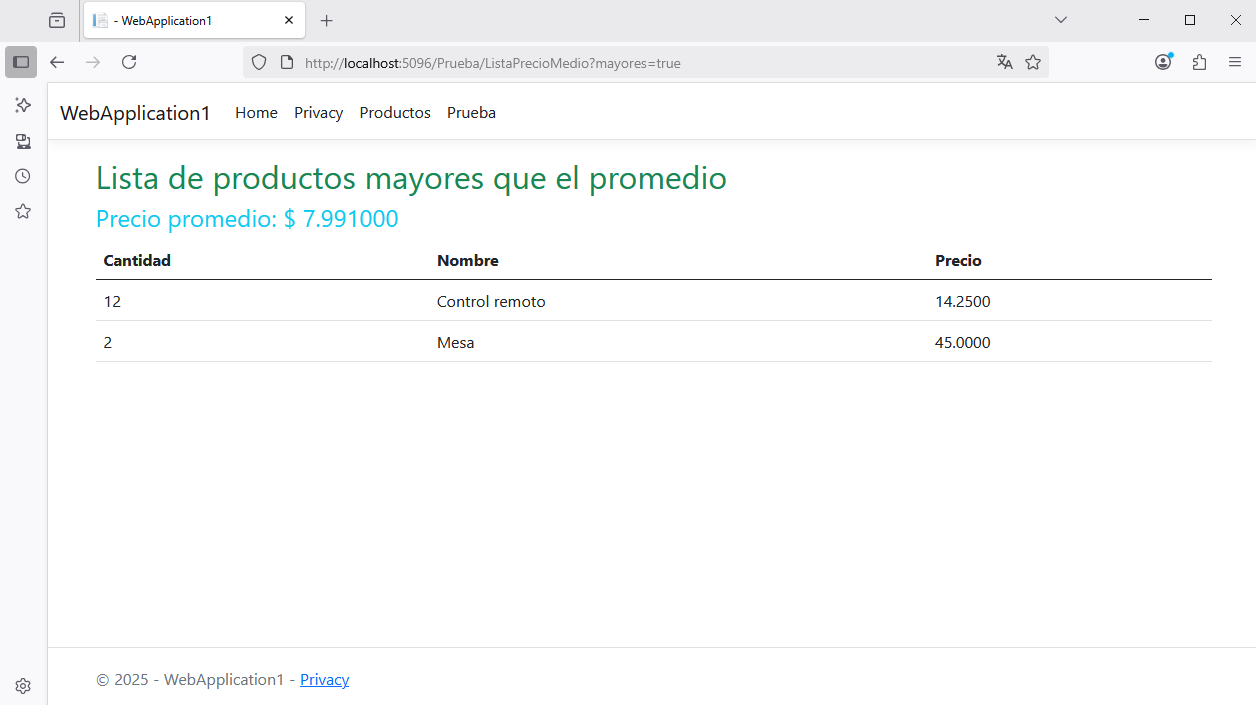 - WebApplication1
http://localhost:5096/Prueba/ListaPrecioMedio?mayores=true
WebApplication1 Home Privacy Productos Prueba
Lista de productos mayores que el promedio
Precio promedio: $ 7.991000
Cantidad Nombre Precio
12 Control remoto 14.2500
2 Mesa 45.0000
© 2025 - WebApplication1 - Privacy